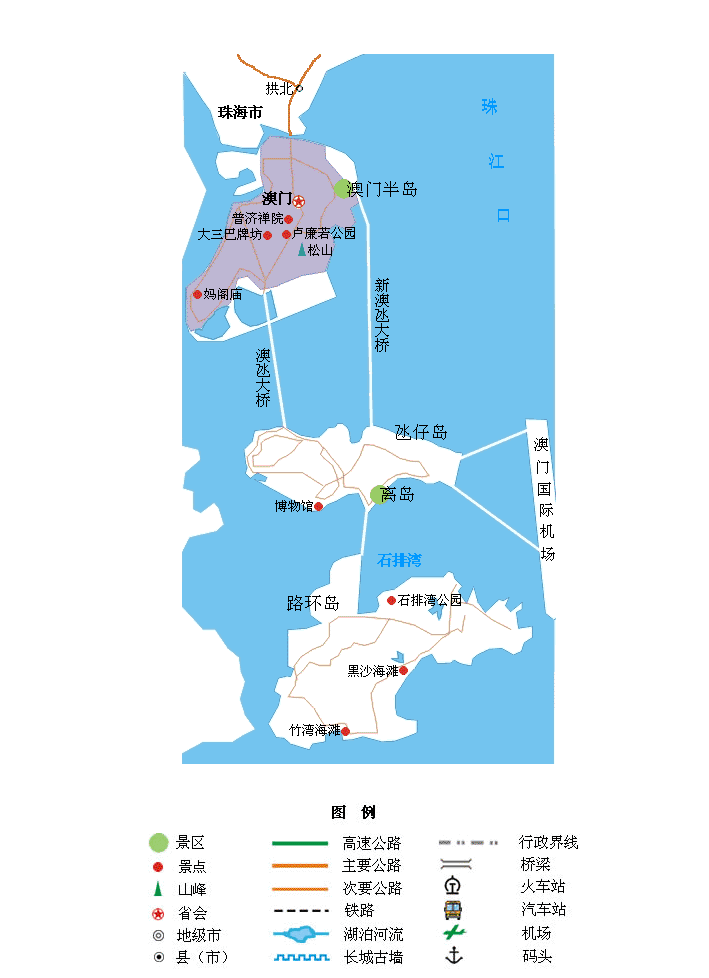 拱北
珠海市
珠
江
口
澳门半岛
澳门
普济禅院
大三巴牌坊
卢廉若公园
松山
妈阁庙
新澳氹大桥
澳氹大桥
氹仔岛
澳门国际机场
离岛
博物馆
石排湾
路环岛
石排湾公园
黑沙海滩
竹湾海滩
图 例
景区
高速公路
行政界线
景点
主要公路
桥梁
山峰
次要公路
火车站
省会
铁路
汽车站
地级市
湖泊河流
机场
县（市）
长城古墙
码头